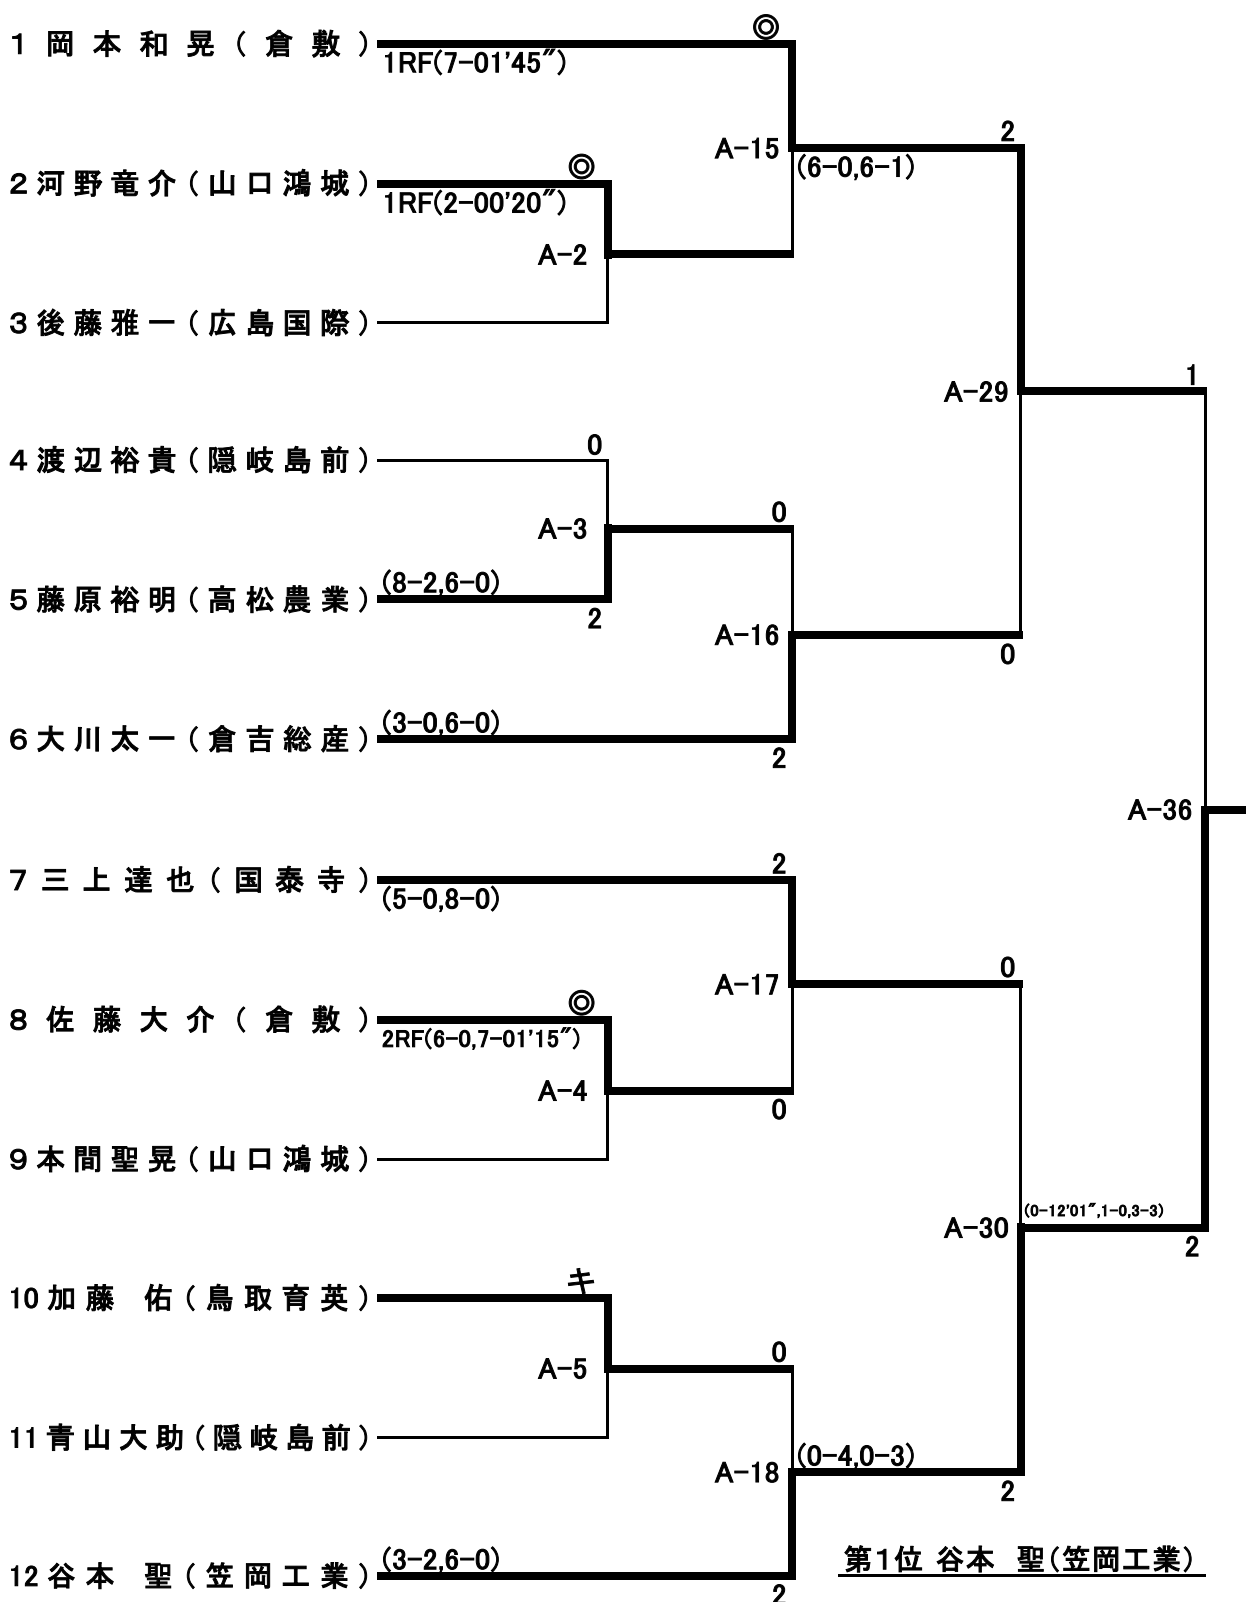 ◎
1 岡本和晃(倉敷)
1RF(7-01'45″)
2
A-15
(6-0,6-1)
◎
2 河野竜介(山口鴻城)
1RF(2-00'20″)
A-2
3 後藤雅一(広島国際)
1
A-29
0
4 渡辺裕貴(隠岐島前)
0
A-3
(8-2,6-0)
5 藤原裕明(高松農業)
2
A-16
0
(3-0,6-0)
6 大川太一(倉吉総産)
2
A-36
2
7 三上達也(国泰寺)
(5-0,8-0)
0
A-17
◎
8 佐藤大介(倉敷)
2RF(6-0,7-01'15″)
A-4
0
9 本間聖晃(山口鴻城)
(0-12'01″,1-0,3-3)
A-30
2
キ
10 加藤 佑(鳥取育英)
0
A-5
11 青山大助(隠岐島前)
(0-4,0-3)
A-18
2
(3-2,6-0)
12 谷本 聖(笠岡工業)
2
第1位 谷本 聖(笠岡工業)